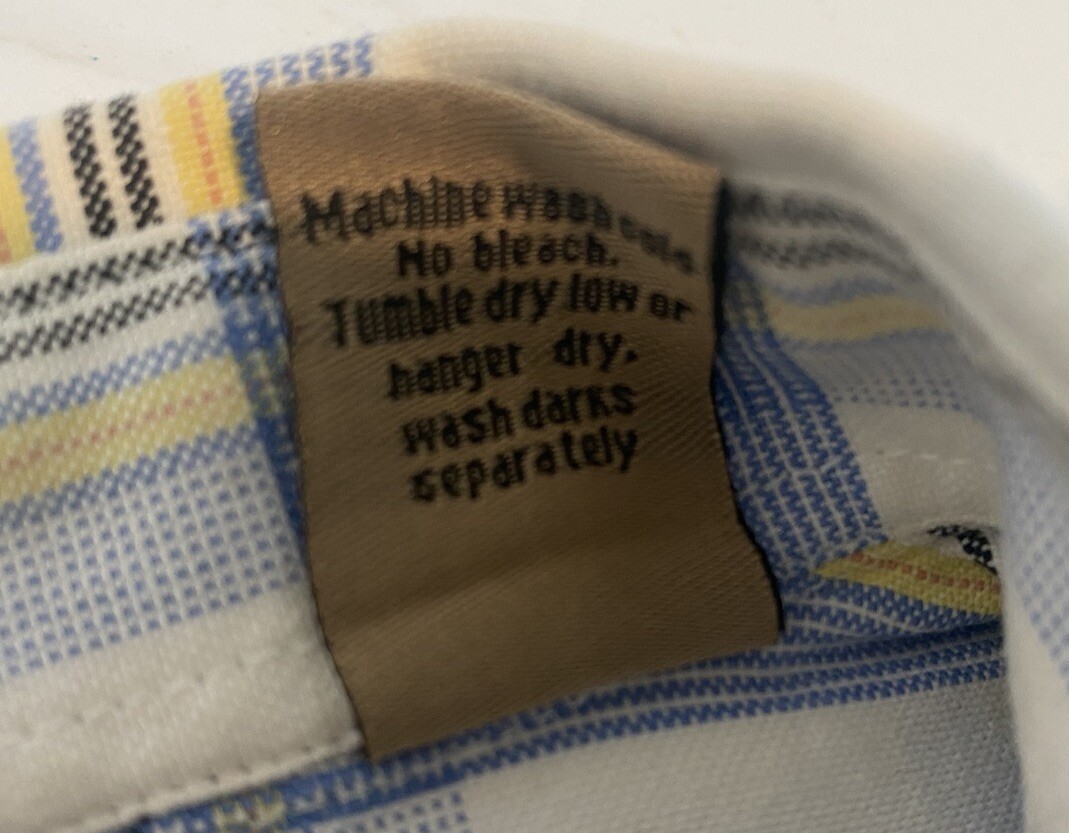 Machine wash cold
No bleach.
Tumble dry low or
hanger dry.
wash darks
separately